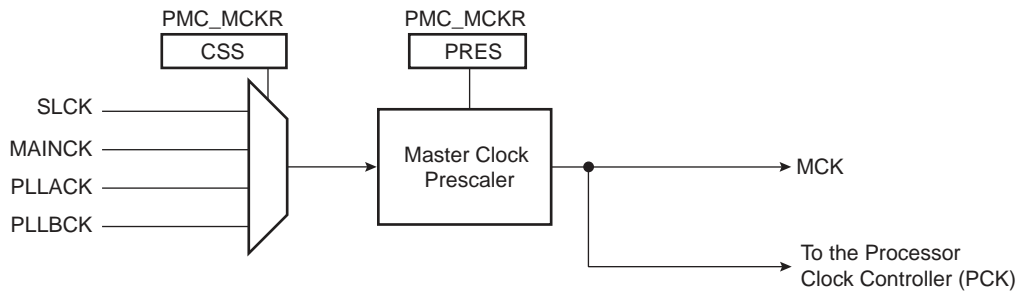 PMC_MCKR
PMC_MCKR
CSS
PRES
SLCK
MAINCK
PLLACK
PLLBCK
Master Clock
Prescaler
MCK
To the Processor
Clock Controller (PCK)